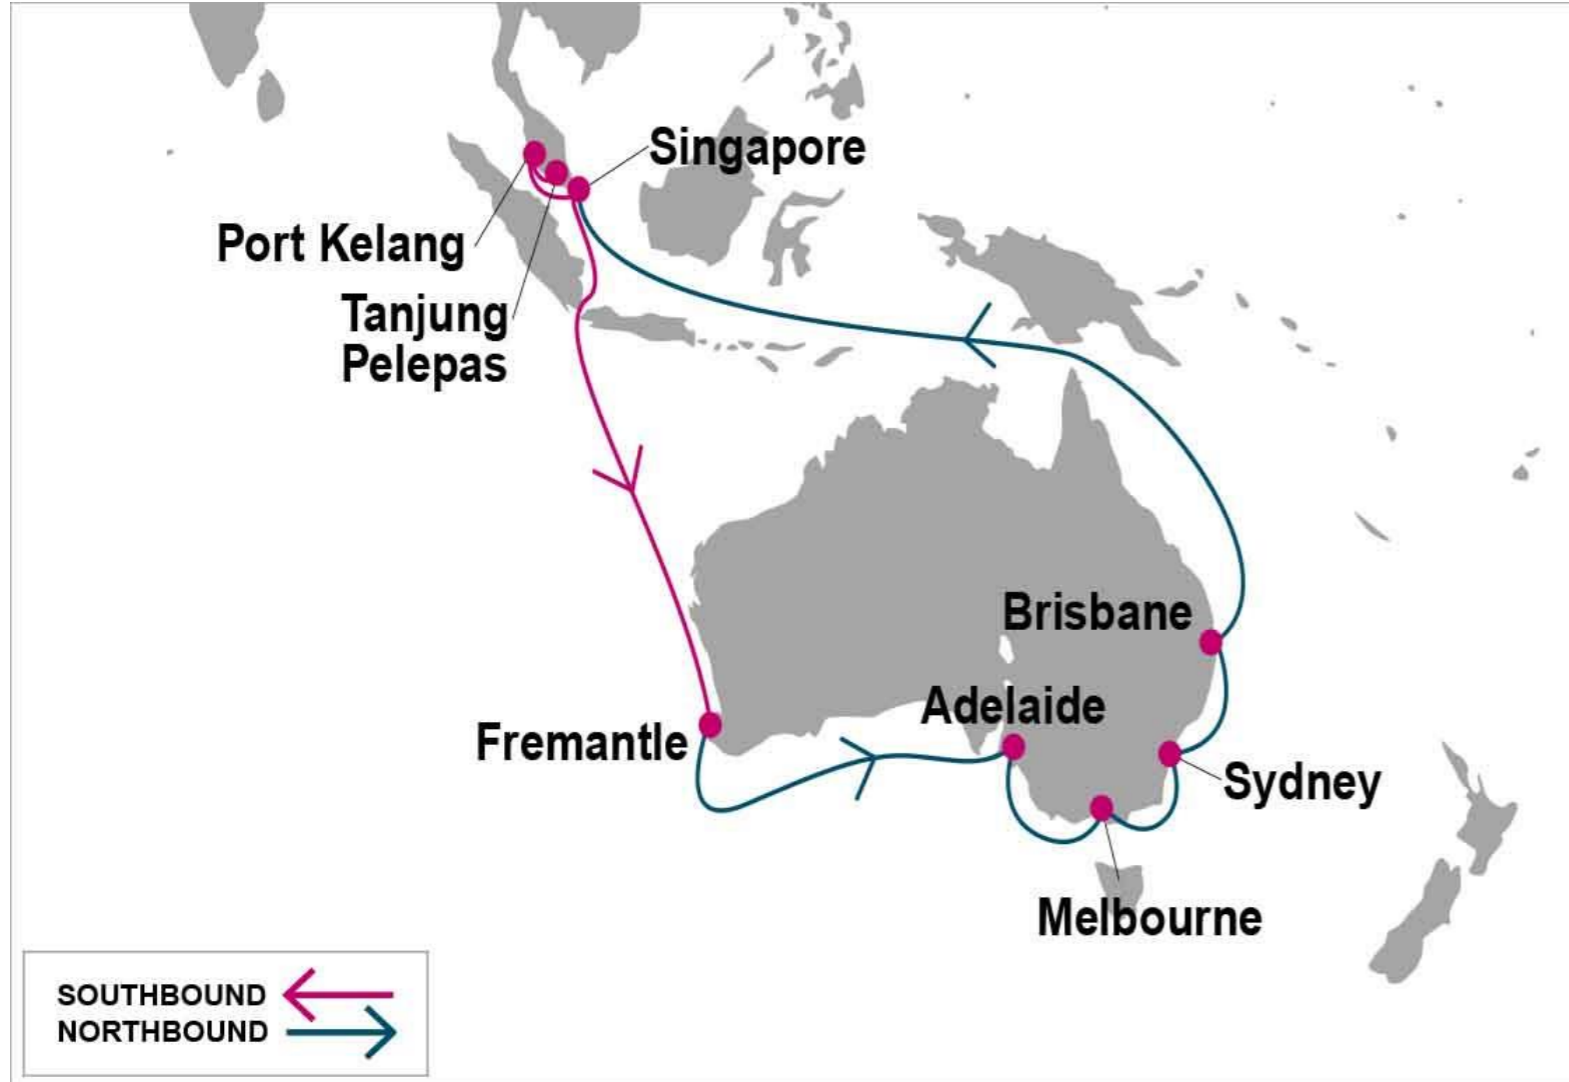 Singapore
Port Kelang
Tanjung
Pelepas
Brisbane
Adelaide
Fremantle
Sydney
Melbourne
SOUTHBOUND
NORTHBOUND